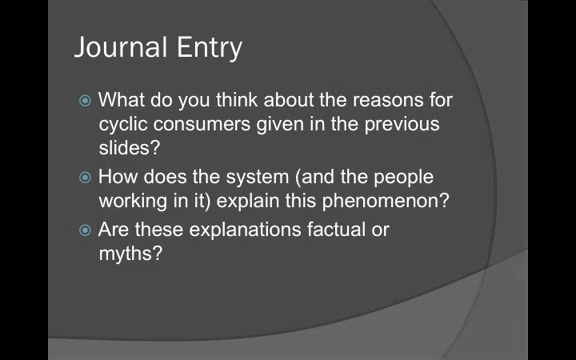 Journal Entry
What do you think about the reasons for
cyclic consumers given in the previous
slides?
How does the system (and the people
working in it) explain this phenomenon?
Are these explanations factual or
myths?